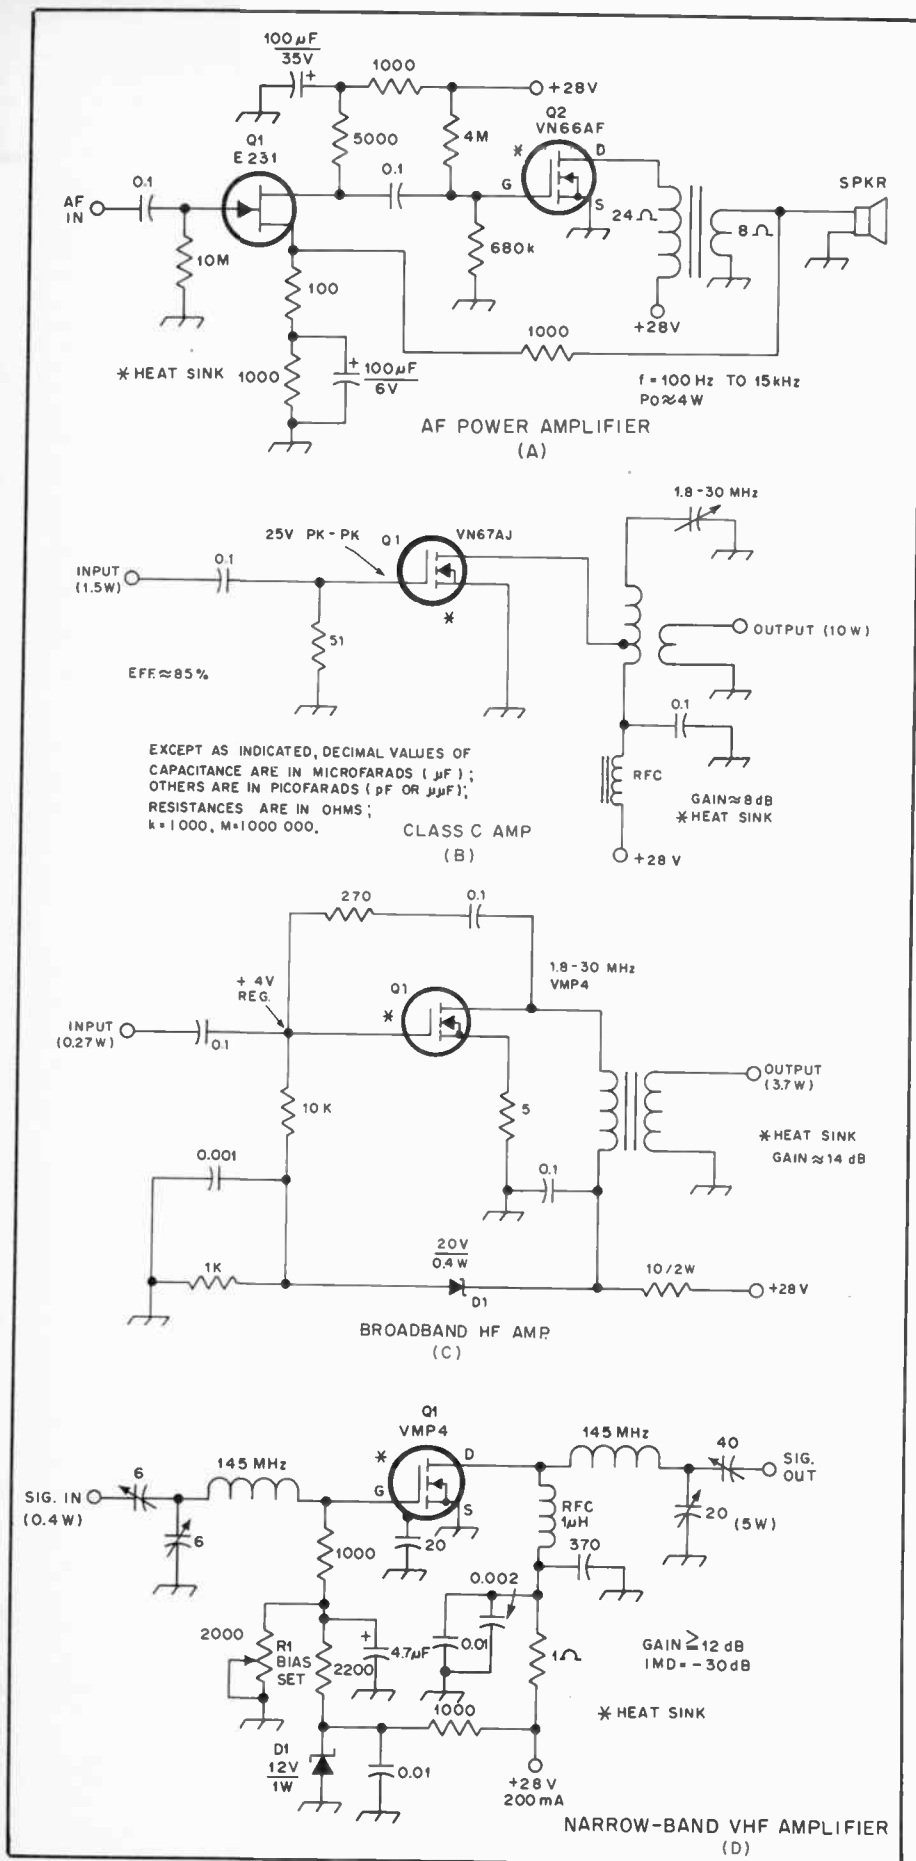 100 µF
35V
+
1000
+28V
Q2
VN66AF
Q1
E231
5000
4M
*
D
0.1
0.1
G
S
SPKR
AF
IN
24Ω
8Ω
10M
680k
100
+28V
1000
* HEAT SINK
1000
+
100µF
6V
f = 100 Hz TO 15kHz
PO≈4W
AF POWER AMPLIFIER
(A)
1.8-30 MHz
25V PK-PK
Q1
VN67AJ
0.1
INPUT
(1.5W)
*
51
OUTPUT (10W)
EFF.≈85%
0.1
EXCEPT AS INDICATED, DECIMAL VALUES OF
CAPACITANCE ARE IN MICROFARADS (µF);
OTHERS ARE IN PICOFARADS (pF OR µµF);
RESISTANCES ARE IN OHMS;
k=1000, M=1000 000.
RFC
GAIN≈8dB
* HEAT SINK
CLASS C AMP
(B)
+28 V
270
0.1
+ 4V
REG.
Q1
1.8-30 MHz
VMP4
*
INPUT
(0.27W)
0.1
OUTPUT
(3.7W)
10 K
5
* HEAT SINK
GAIN≈14 dB
0.001
0.1
20V
0.4W
1K
10/2W
+28V
D1
BROADBAND HF AMP.
(C)
Q1
VMP4
145 MHz
*
D
145 MHz
40
SIG.
OUT
6
SIG. IN
(0.4W)
G
S
RFC
1µH
20
(5W)
6
20
370
1000
0.002
2000
R1
BIAS
SET
+
4.7µF
2200
0.01
1Ω
GAIN ≧ 12 dB
IMD = -30dB
1000
* HEAT SINK
D1
12V
1W
0.01
+28V
200mA
NARROW-BAND VHF AMPLIFIER
(D)